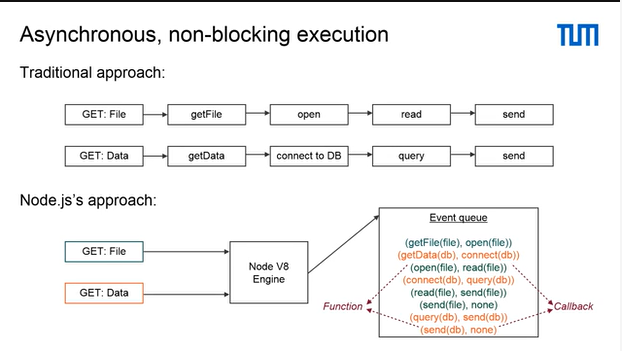 Asynchronous, non-blocking execution
TUM
Traditional approach:
GET: File
getFile
open
read
send
GET: Data
getData
connect to DB
query
send
Node.js's approach:
GET: File
GET: Data
Node V8
Engine
Event queue
(getFile(file), open(file))
(getData(db), connect(db))
(open(file), read(file))
(connect(db), query(db))
(read(file), send(file))
(send(file), none)
(query(db), send(db))
(send(db), none)
Function
Callback